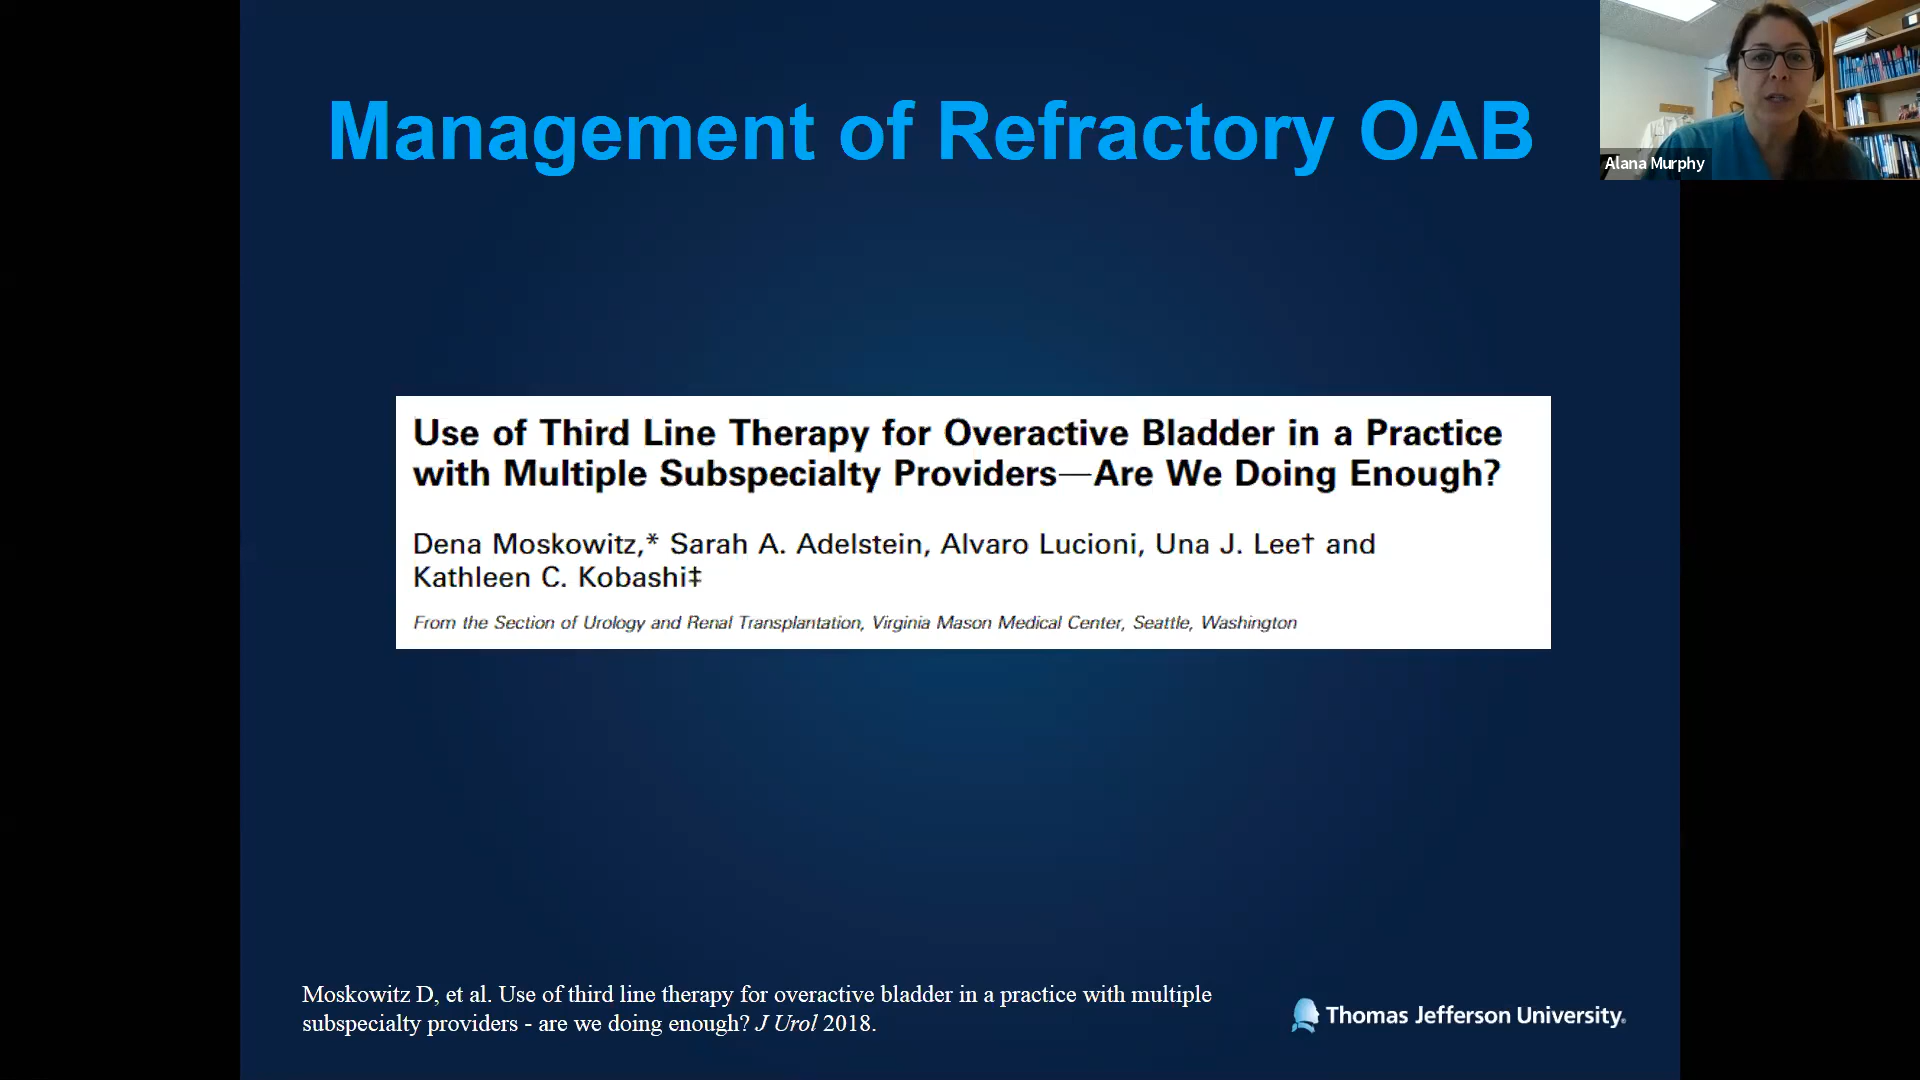 Management of Refractory OAB
Alana Murphy
Use of Third Line Therapy for Overactive Bladder in a Practice
with Multiple Subspecialty Providers—Are We Doing Enough?
Dena Moskowitz,* Sarah A. Adelstein, Alvaro Lucioni, Una J. Lee† and
Kathleen C. Kobashi‡
From the Section of Urology and Renal Transplantation, Virginia Mason Medical Center, Seattle, Washington
Moskowitz D, et al. Use of third line therapy for overactive bladder in a practice with multiple
subspecialty providers - are we doing enough? J Urol 2018.
Thomas Jefferson University.